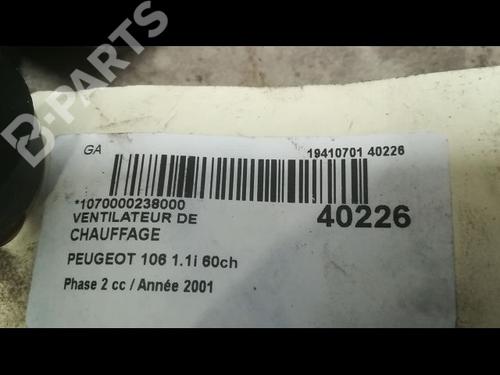 B-PARTS
GA
19410701 40226
*1070000238000
40226
VENTILATEUR DE
CHAUFFAGE
PEUGEOT 106 1.1i 60ch
Phase 2 cc / Année 2001